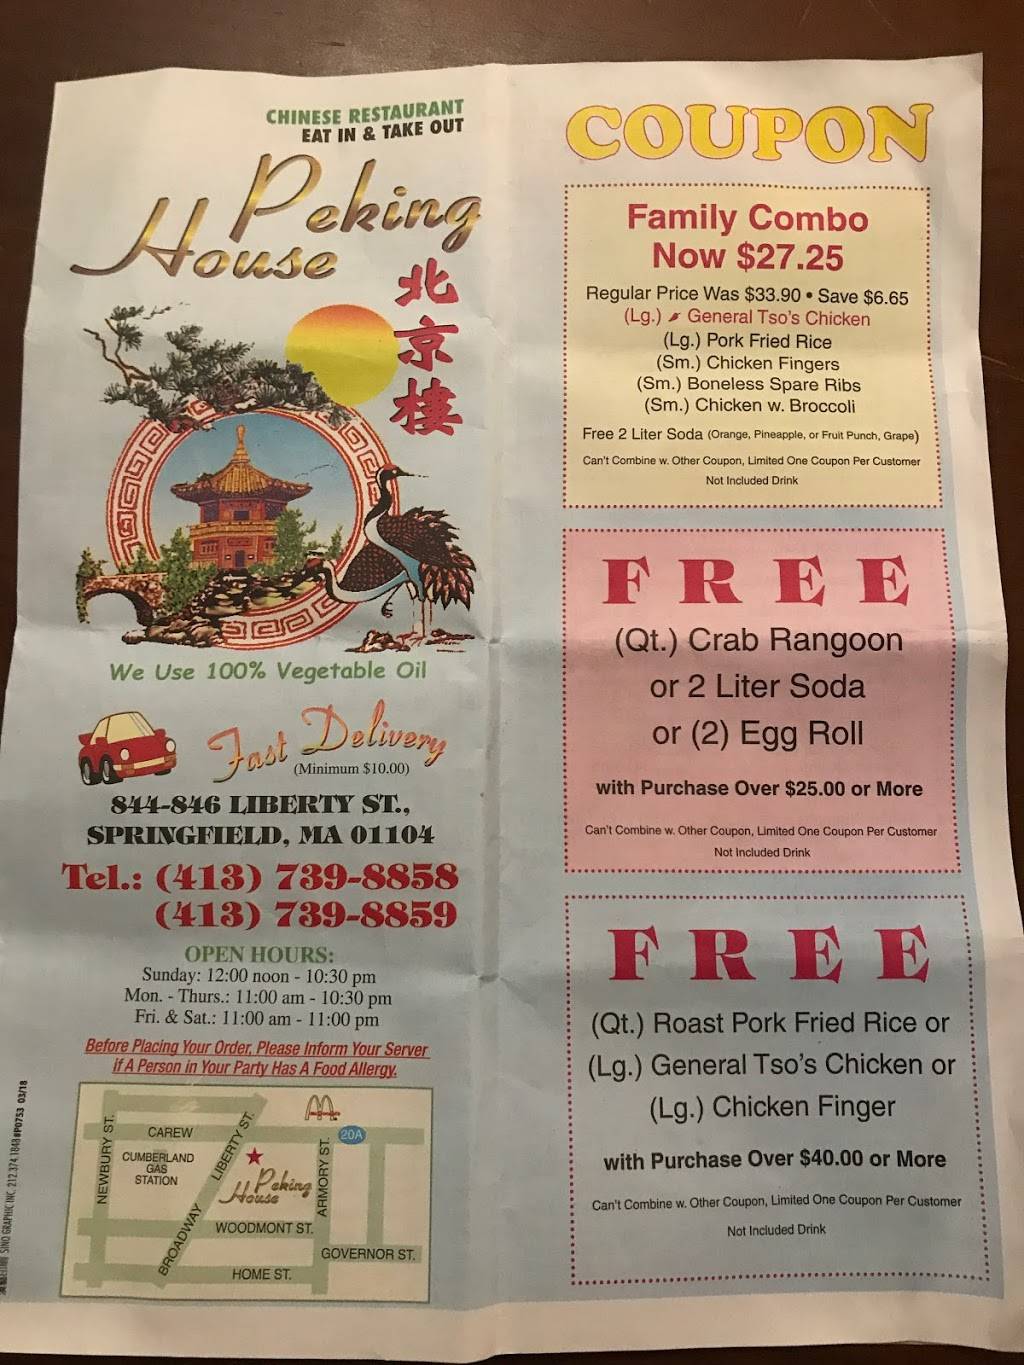 CHINESE RESTAURANT
EAT IN & TAKE OUT
Peking
House
北
京
樓
We Use 100% Vegetable Oil
Fast Delivery
(Minimum $10.00)
844-846 LIBERTY ST.,
SPRINGFIELD, MA 01104
Tel.: (413) 739-8858
(413) 739-8859
OPEN HOURS:
Sunday: 12:00 noon - 10:30 pm
Mon. - Thurs.: 11:00 am - 10:30 pm
Fri. & Sat.: 11:00 am - 11:00 pm
Before Placing Your Order, Please Inform Your Server
if A Person in Your Party Has A Food Allergy.
NEWBURY ST.
CAREW
CUMBERLAND
GAS
STATION
LIBERTY ST.
BROADWAY
M
McDonald's
20A
ARMORY ST.
Peking
House
WOODMONT ST.
GOVERNOR ST.
HOME ST.
SINO GRAPHIC INC. 212.374.1848 #P0753 03/18
COUPON
Family Combo
Now $27.25
Regular Price Was $33.90 • Save $6.65
(Lg.) General Tso's Chicken
(Lg.) Pork Fried Rice
(Sm.) Chicken Fingers
(Sm.) Boneless Spare Ribs
(Sm.) Chicken w. Broccoli
Free 2 Liter Soda (Orange, Pineapple, or Fruit Punch, Grape)
Can't Combine w. Other Coupon, Limited One Coupon Per Customer
Not Included Drink
FREE
(Qt.) Crab Rangoon
or 2 Liter Soda
or (2) Egg Roll
with Purchase Over $25.00 or More
Can't Combine w. Other Coupon, Limited One Coupon Per Customer
Not Included Drink
FREE
(Qt.) Roast Pork Fried Rice or
(Lg.) General Tso's Chicken or
(Lg.) Chicken Finger
with Purchase Over $40.00 or More
Can't Combine w. Other Coupon, Limited One Coupon Per Customer
Not Included Drink